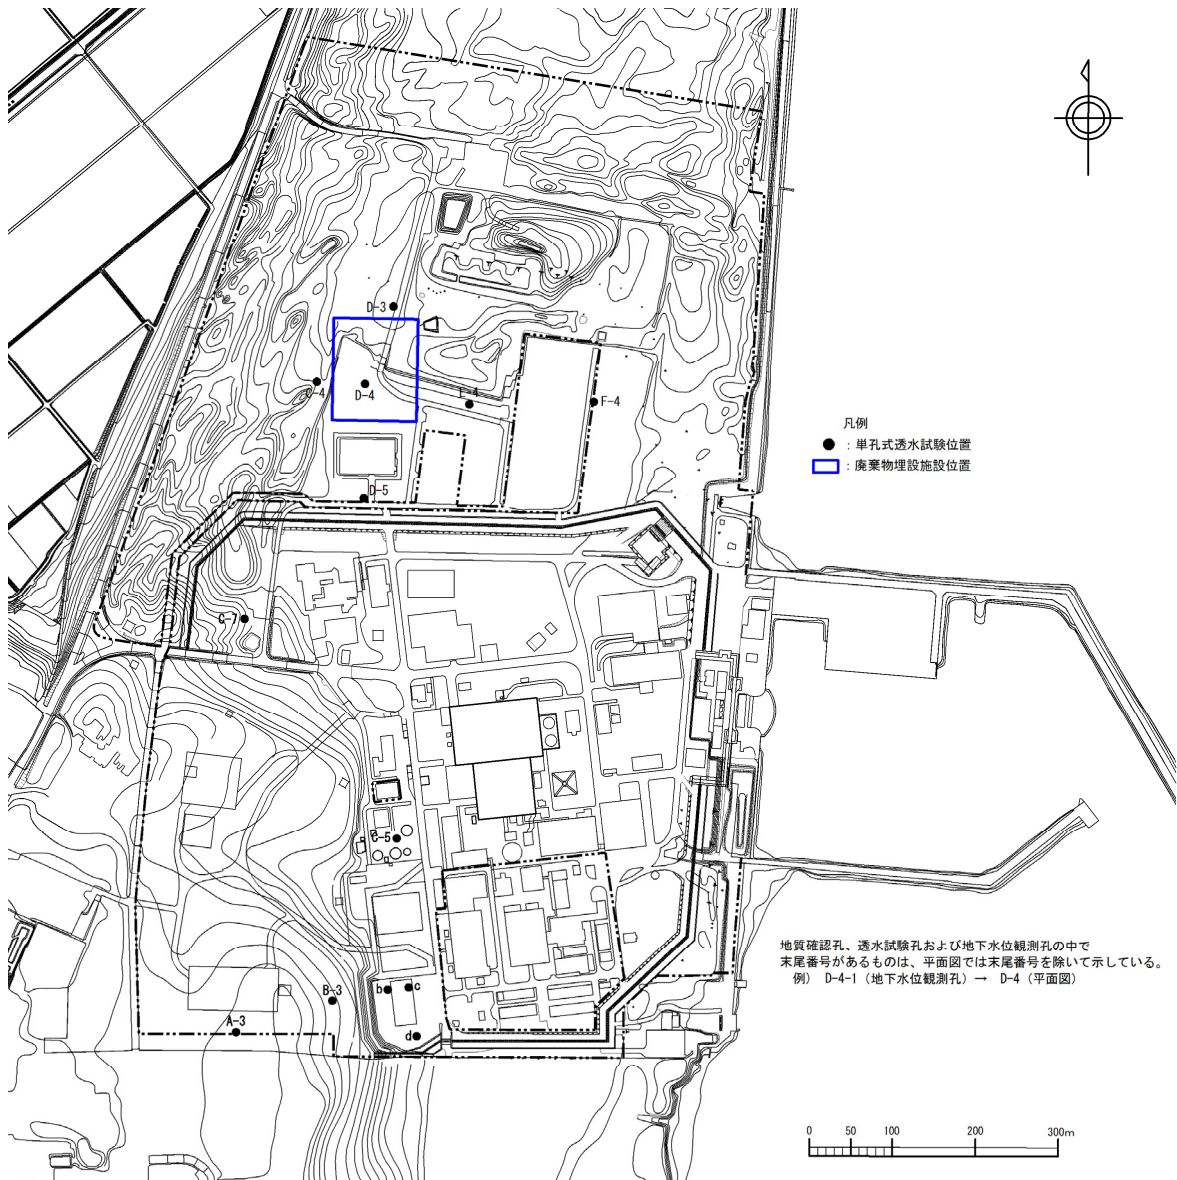 D-3
D-4
F-4
D-5
凡例
：単孔式透水試験位置
：廃棄物埋設施設位置
C-7
C-5
地質確認孔、透水試験孔および地下水位観測孔の中で
末尾番号があるものは、平面図では末尾番号を除いて示している。
例） D-4-1（地下水位観測孔）→ D-4（平面図）
B-3
b
c
A-3
d
0 50 100 200 300m